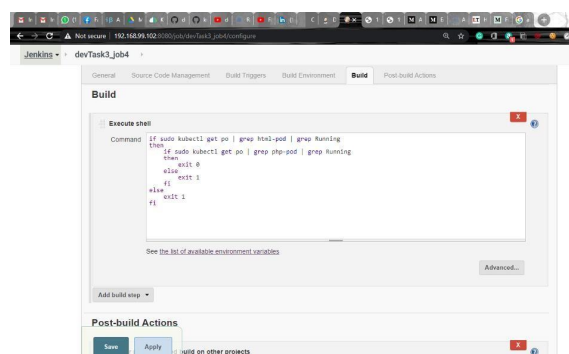 Not secure | 192.168.99.102:8080/job/devTask3_job4/configure
Jenkins devTask3_job4
General Source Code Management Build Triggers Build Environment Build Post-build Actions
Build
X
Execute shell
Command
if sudo kubectl get po | grep html-pod | grep Running
then
if sudo kubectl get po | grep php-pod | grep Running
then
exit 0
else
exit 1
fi
else
exit 1
fi
See the list of available environment variables
Advanced...
Add build step
Post-build Actions
Save Apply build on other projects
X